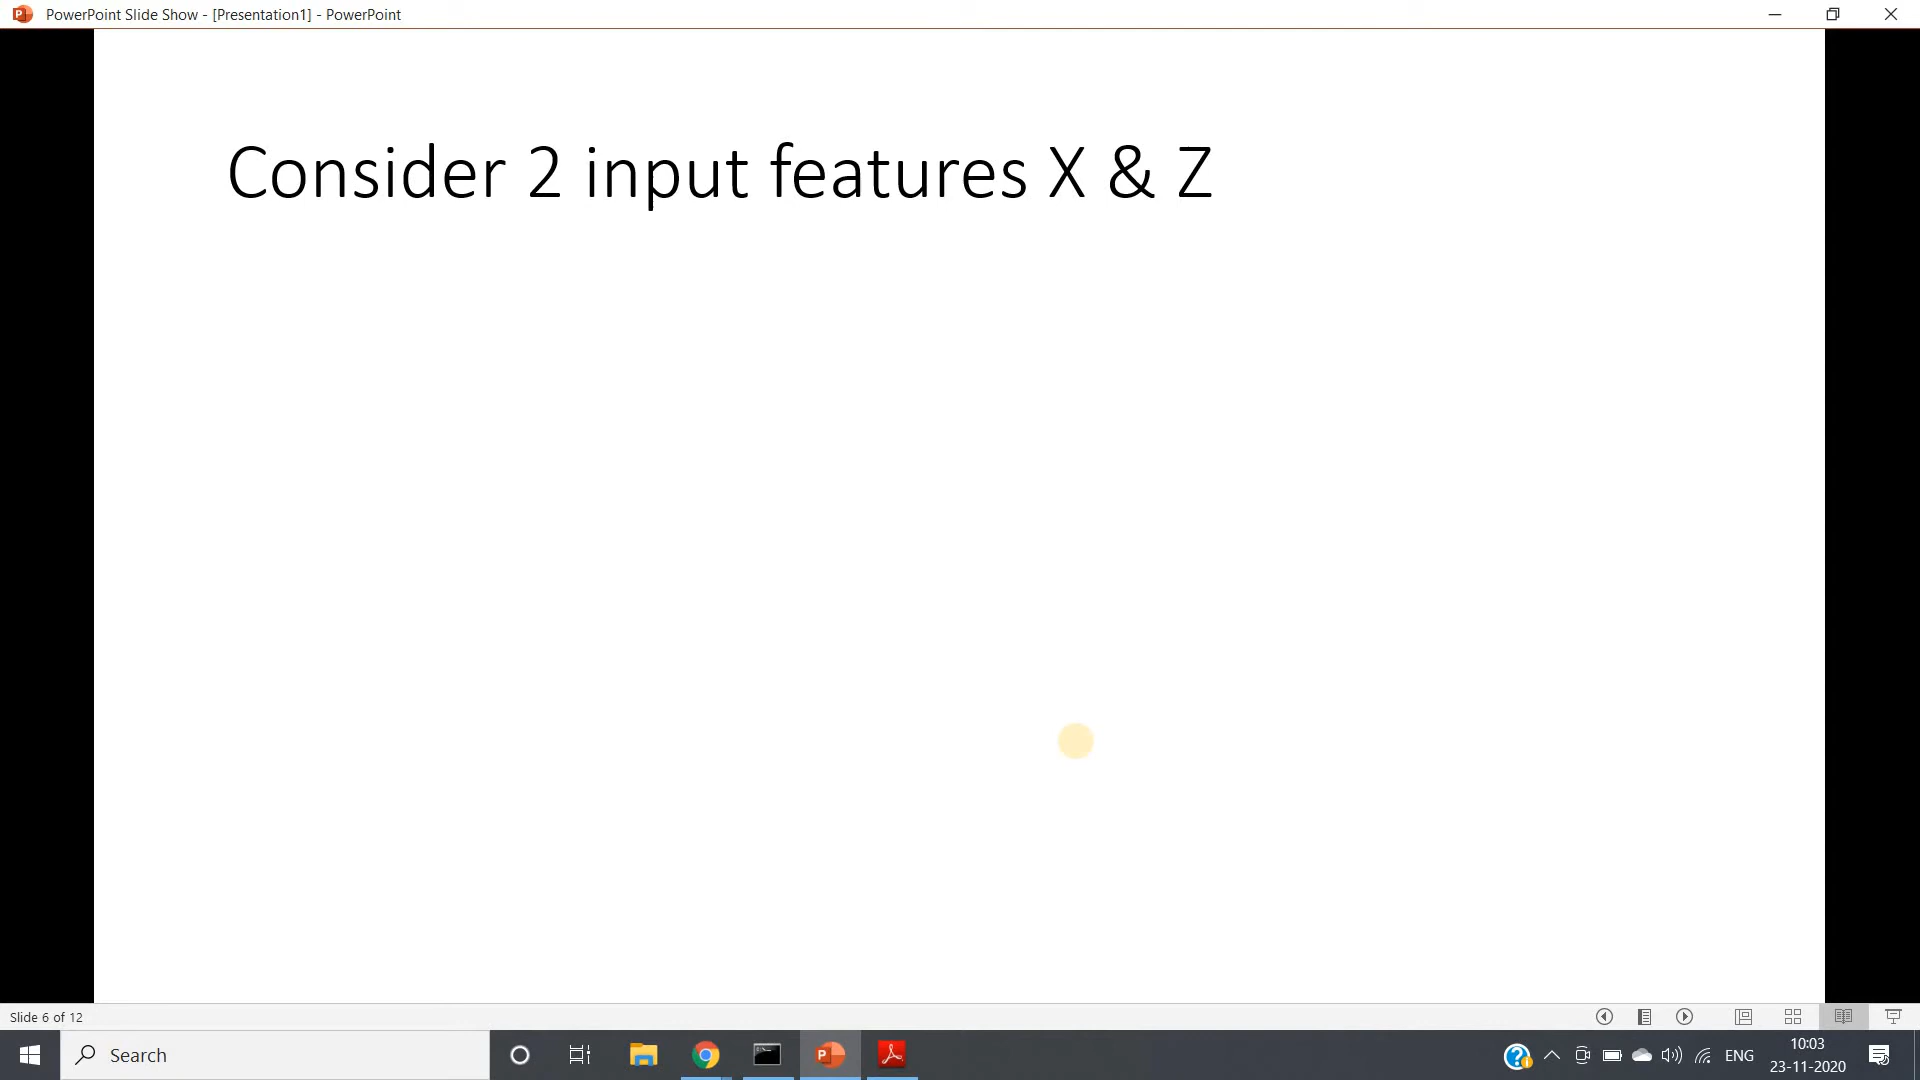 PowerPoint Slide Show - [Presentation1] - PowerPoint
Consider 2 input features X & Z
Slide 6 of 12
Search
ENG
10:03
23-11-2020